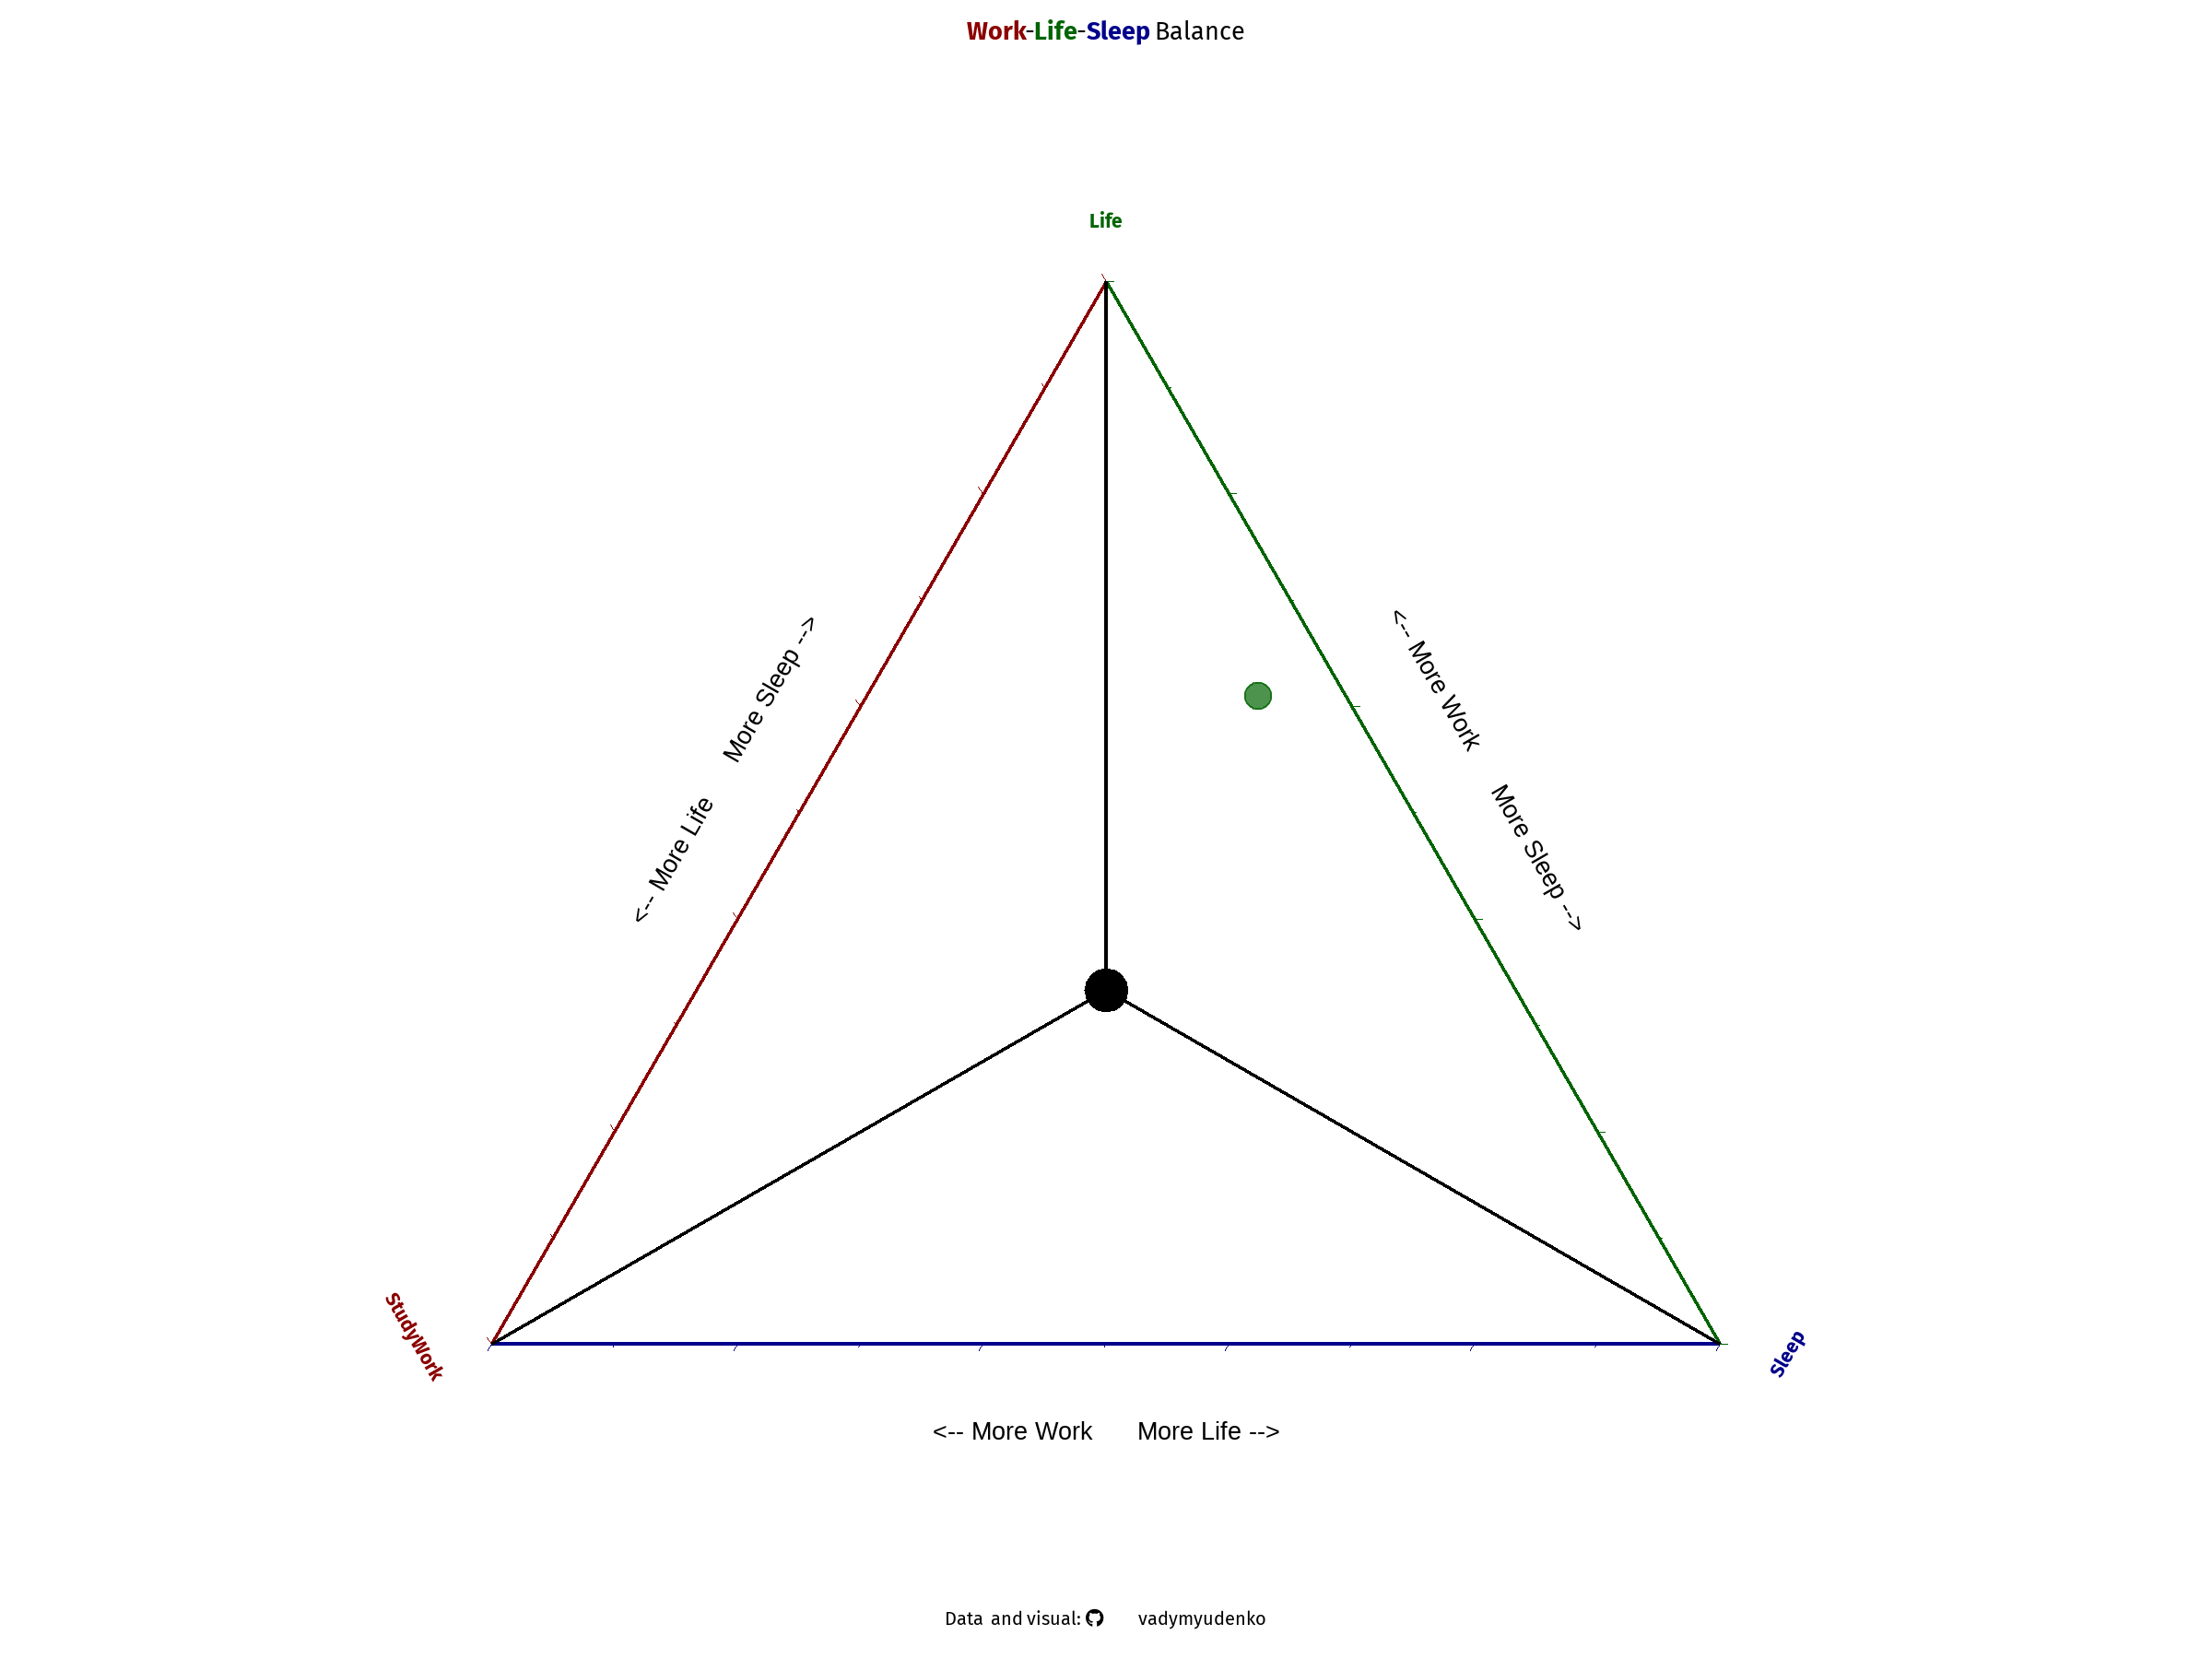 Work-Life-Sleep Balance
Life
<-- More Life More Sleep -->
<-- More Work More Sleep -->
StudyWork
Sleep
<-- More Work More Life -->
Data and visual: vadymyudenko